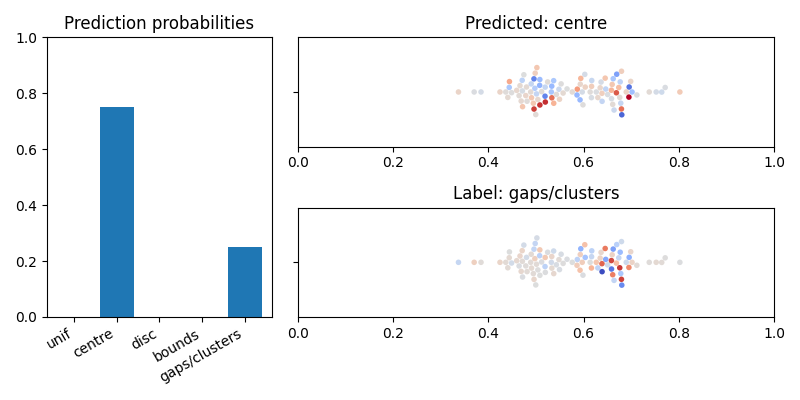 Prediction probabilities
1.0
0.8
0.6
0.4
0.2
0.0
unif
centre
disc
bounds
gaps/clusters
Predicted: centre
0.0 0.2 0.4 0.6 0.8 1.0
Label: gaps/clusters
0.0 0.2 0.4 0.6 0.8 1.0